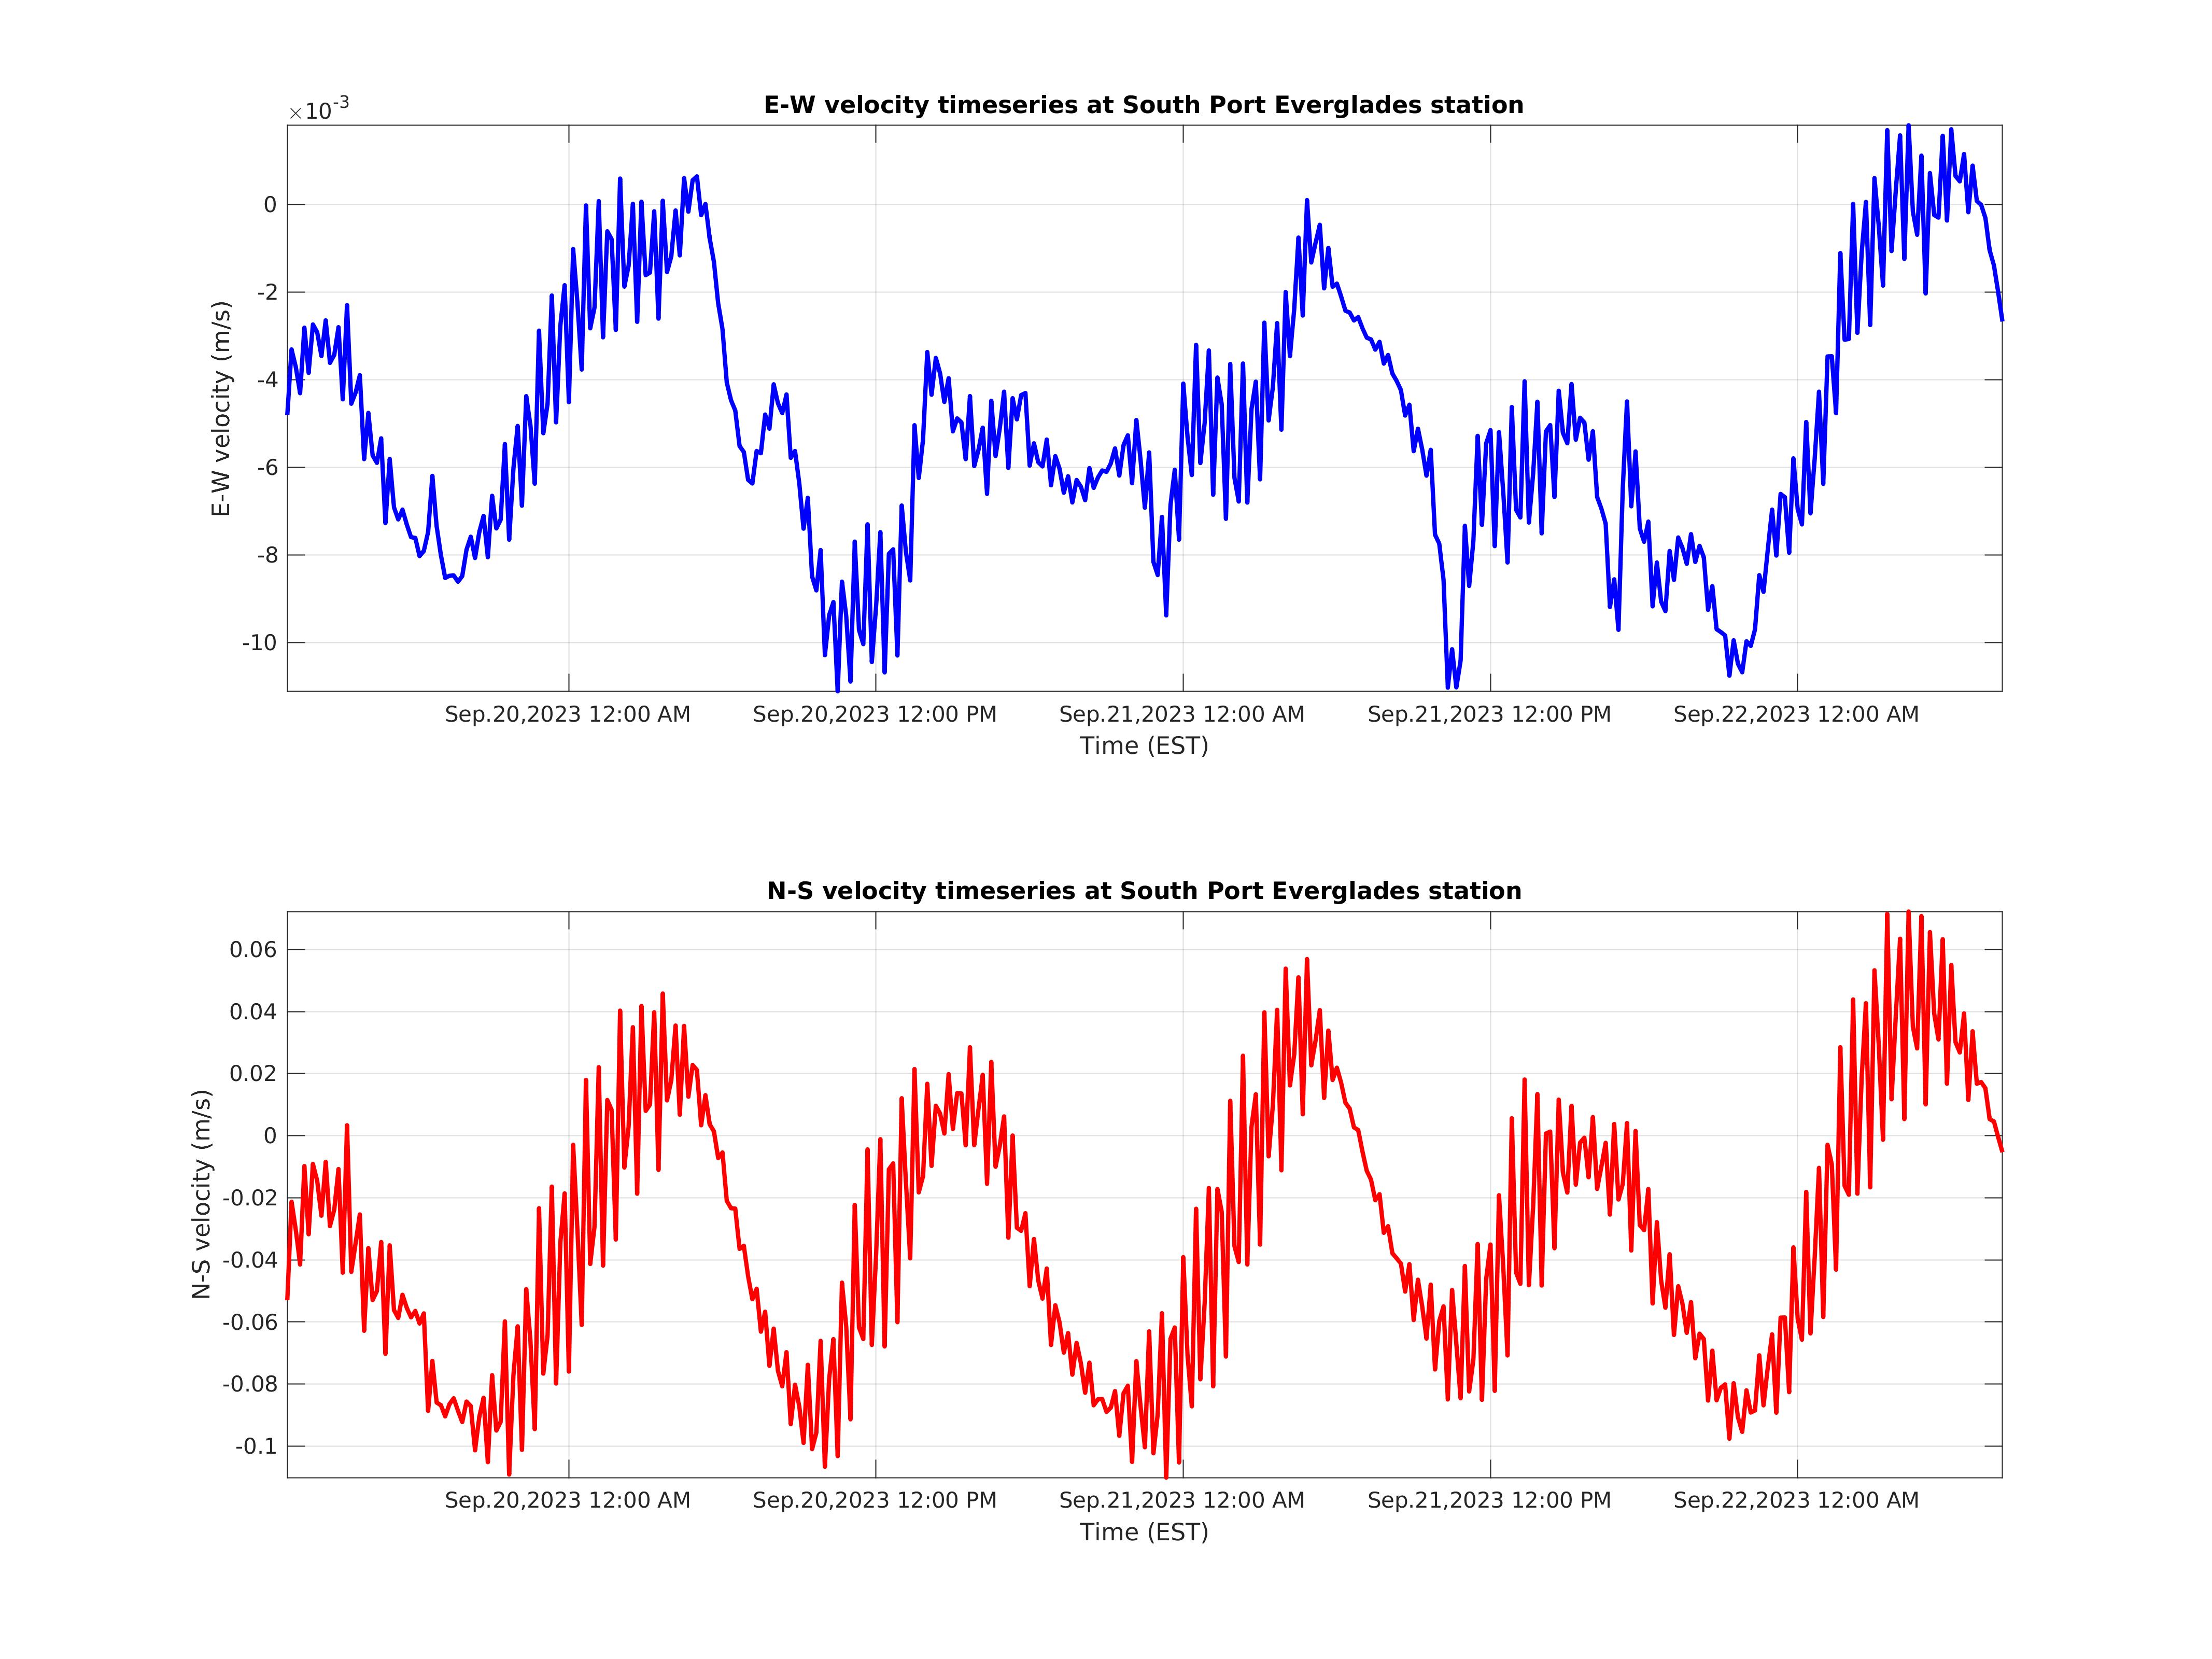 ×10-3
E-W velocity timeseries at South Port Everglades station
E-W velocity (m/s)
0
-2
-4
-6
-8
-10
Sep.20,2023 12:00 AM Sep.20,2023 12:00 PM Sep.21,2023 12:00 AM Sep.21,2023 12:00 PM Sep.22,2023 12:00 AM
Time (EST)
N-S velocity timeseries at South Port Everglades station
N-S velocity (m/s)
0.06
0.04
0.02
0
-0.02
-0.04
-0.06
-0.08
-0.1
Sep.20,2023 12:00 AM Sep.20,2023 12:00 PM Sep.21,2023 12:00 AM Sep.21,2023 12:00 PM Sep.22,2023 12:00 AM
Time (EST)